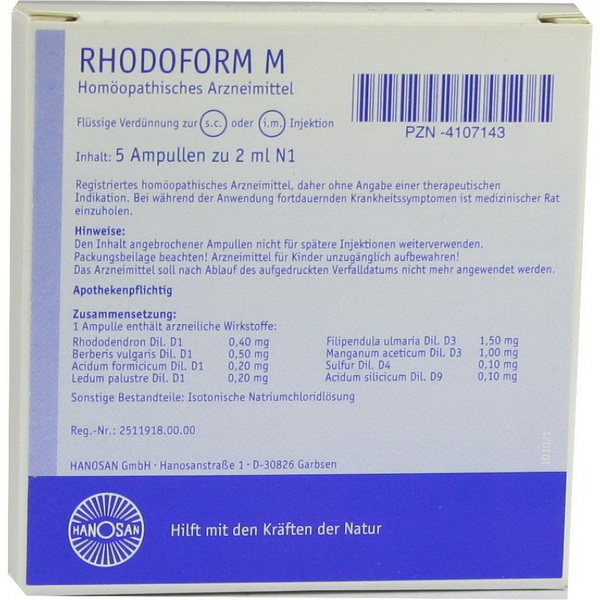 RHODOFORM M
Homöopathisches Arzneimittel
Flüssige Verdünnung zur s.c. oder i.m. Injektion
PZN -4107143
Inhalt: 5 Ampullen zu 2 ml N1
Registriertes homöopathisches Arzneimittel, daher ohne Angabe einer therapeutischen
Indikation. Bei während der Anwendung fortdauernden Krankheitssymptomen ist medizinischer Rat
einzuholen.
Hinweise:
Den Inhalt angebrochener Ampullen nicht für spätere Injektionen weiterverwenden.
Packungsbeilage beachten! Arzneimittel für Kinder unzugänglich aufbewahren!
Das Arzneimittel soll nach Ablauf des aufgedruckten Verfalldatums nicht mehr angewendet werden.
Apothekenpflichtig
Zusammensetzung:
1 Ampulle enthält arzneiliche Wirkstoffe:
Rhododendron Dil. D1 0,40 mg
Berberis vulgaris Dil. D1 0,50 mg
Acidum formicicum Dil. D1 0,20 mg
Ledum palustre Dil. D1 0,20 mg
Filipendula ulmaria Dil. D3 1,50 mg
Manganum aceticum Dil. D3 1,00 mg
Sulfur Dil. D4 0,10 mg
Acidum silicicum Dil. D9 0,10 mg
Sonstige Bestandteile: Isotonische Natriumchloridlösung
Reg.-Nr.: 2511918.00.00
1010/1
HANOSAN GmbH · Hanosanstraße 1 · D-30826 Garbsen
HANOSAN
Hilft mit den Kräften der Natur